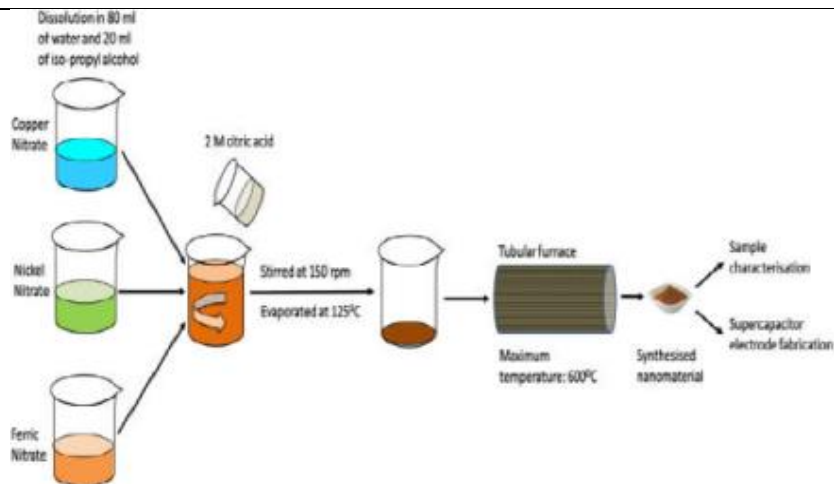 Dissolution in 80 ml
of water and 20 ml
of iso-propyl alcohol
Copper
Nitrate
2 M citric acid
Nickel
Nitrate
Stirred at 150 rpm
Evaporated at 125⁰C
Tubular furnace
Maximum
temperature: 600⁰C
Synthesised
nanomaterial
Sample
characterisation
Supercapacitor
electrode fabrication
Ferric
Nitrate